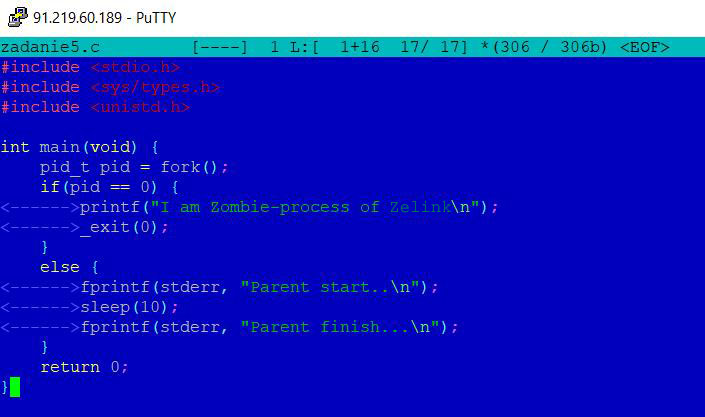 91.219.60.189 - PuTTY
zadanie5.c [----] 1 L:[ 1+16 17/ 17] *(306 / 306b) <EOF>
#include <stdio.h>
#include <sys/types.h>
#include <unistd.h>
int main(void) {
pid_t pid = fork();
if(pid == 0) {
<------>printf("I am Zombie-process of Zelink\n");
<------>_exit(0);
}
else {
<------>fprintf(stderr, "Parent start..\n");
<------>sleep(10);
<------>fprintf(stderr, "Parent finish...\n");
}
return 0;
}